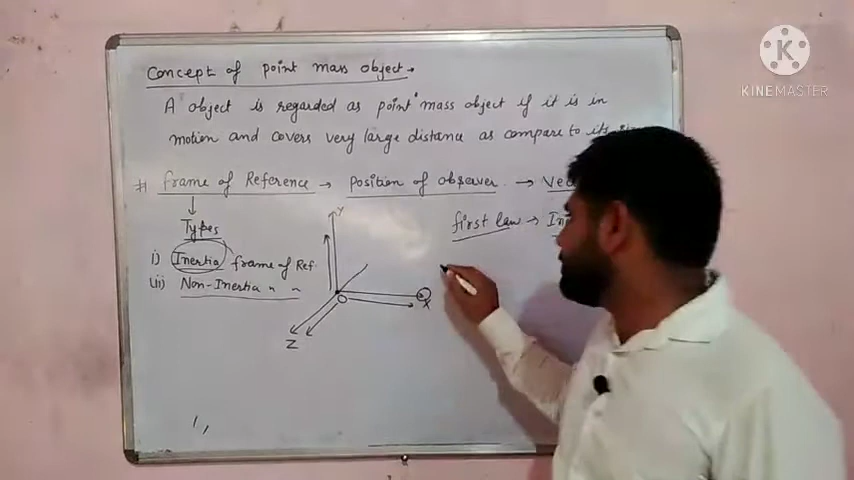 Concept of point mass object →
A object is regarded as point mass object if it is in
motion and covers very large distance as compare to its
# frame of Reference → Position of observer. →
Types
first law →
i) Inertia frame of Ref.
(ii) Non-Inertia " "
Y
O
X
Z
K
KINEMASTER